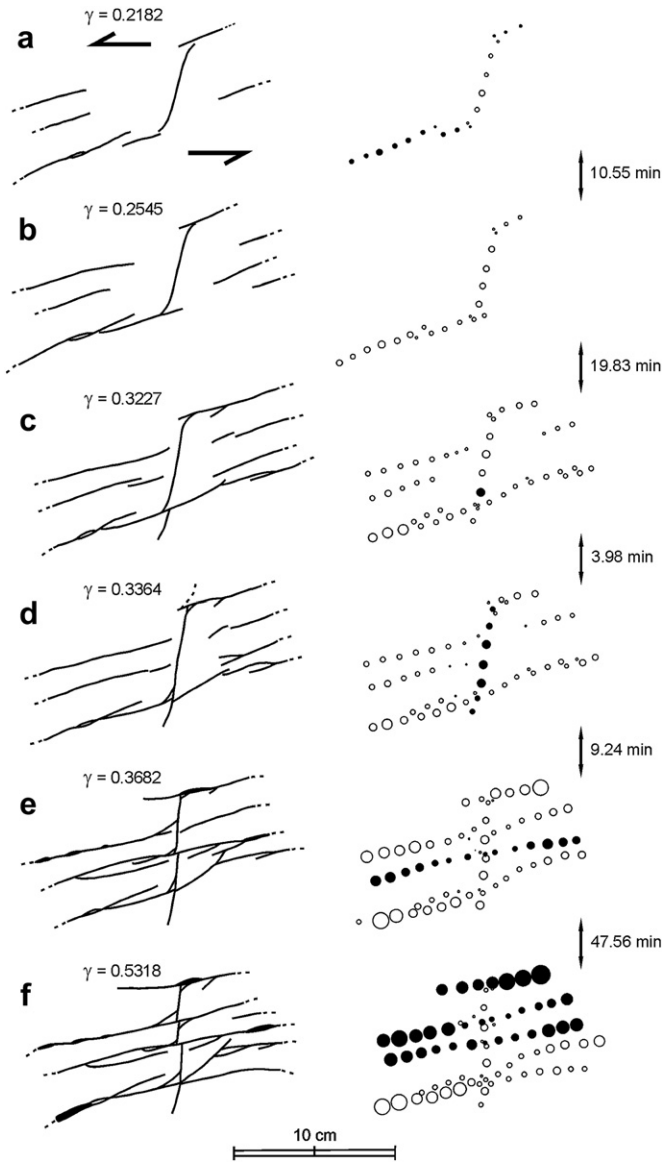 γ = 0.2182
a
10.55 min
γ = 0.2545
b
19.83 min
γ = 0.3227
c
3.98 min
γ = 0.3364
d
9.24 min
γ = 0.3682
e
47.56 min
γ = 0.5318
f
10 cm